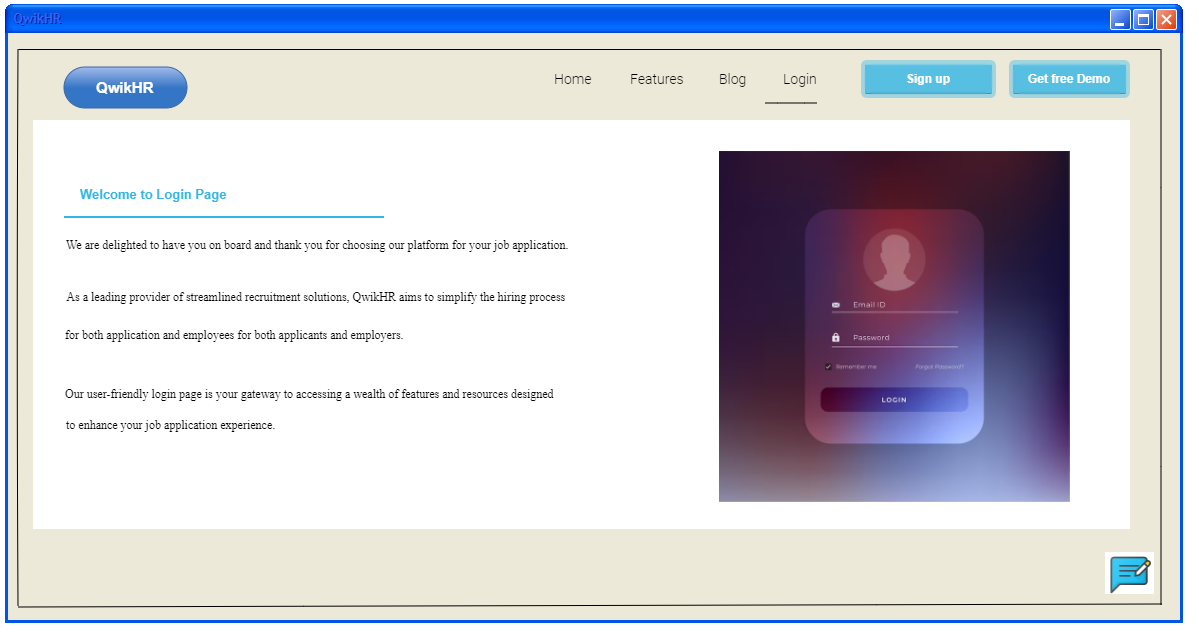 QwikHR
QwikHR
Home Features Blog Login Sign up Get free Demo
Welcome to Login Page
We are delighted to have you on board and thank you for choosing our platform for your job application.
As a leading provider of streamlined recruitment solutions, QwikHR aims to simplify the hiring process
for both application and employees for both applicants and employers.
Our user-friendly login page is your gateway to accessing a wealth of features and resources designed
to enhance your job application experience.
Email ID
Password
Remember me Forgot Password?
LOGIN